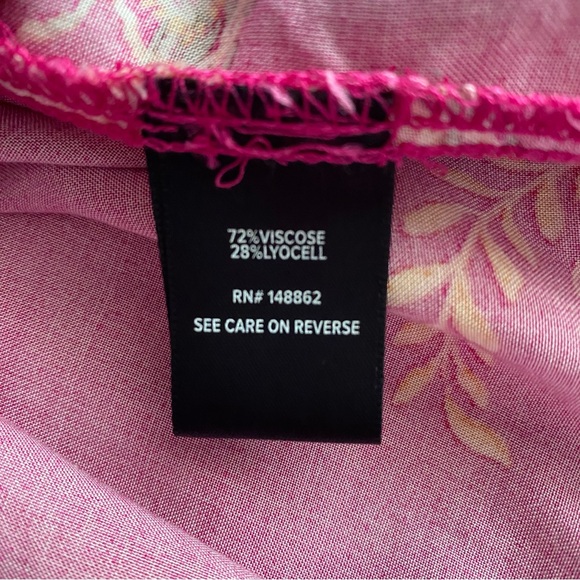 72%VISCOSE
28%LYOCELL
RN# 148862
SEE CARE ON REVERSE